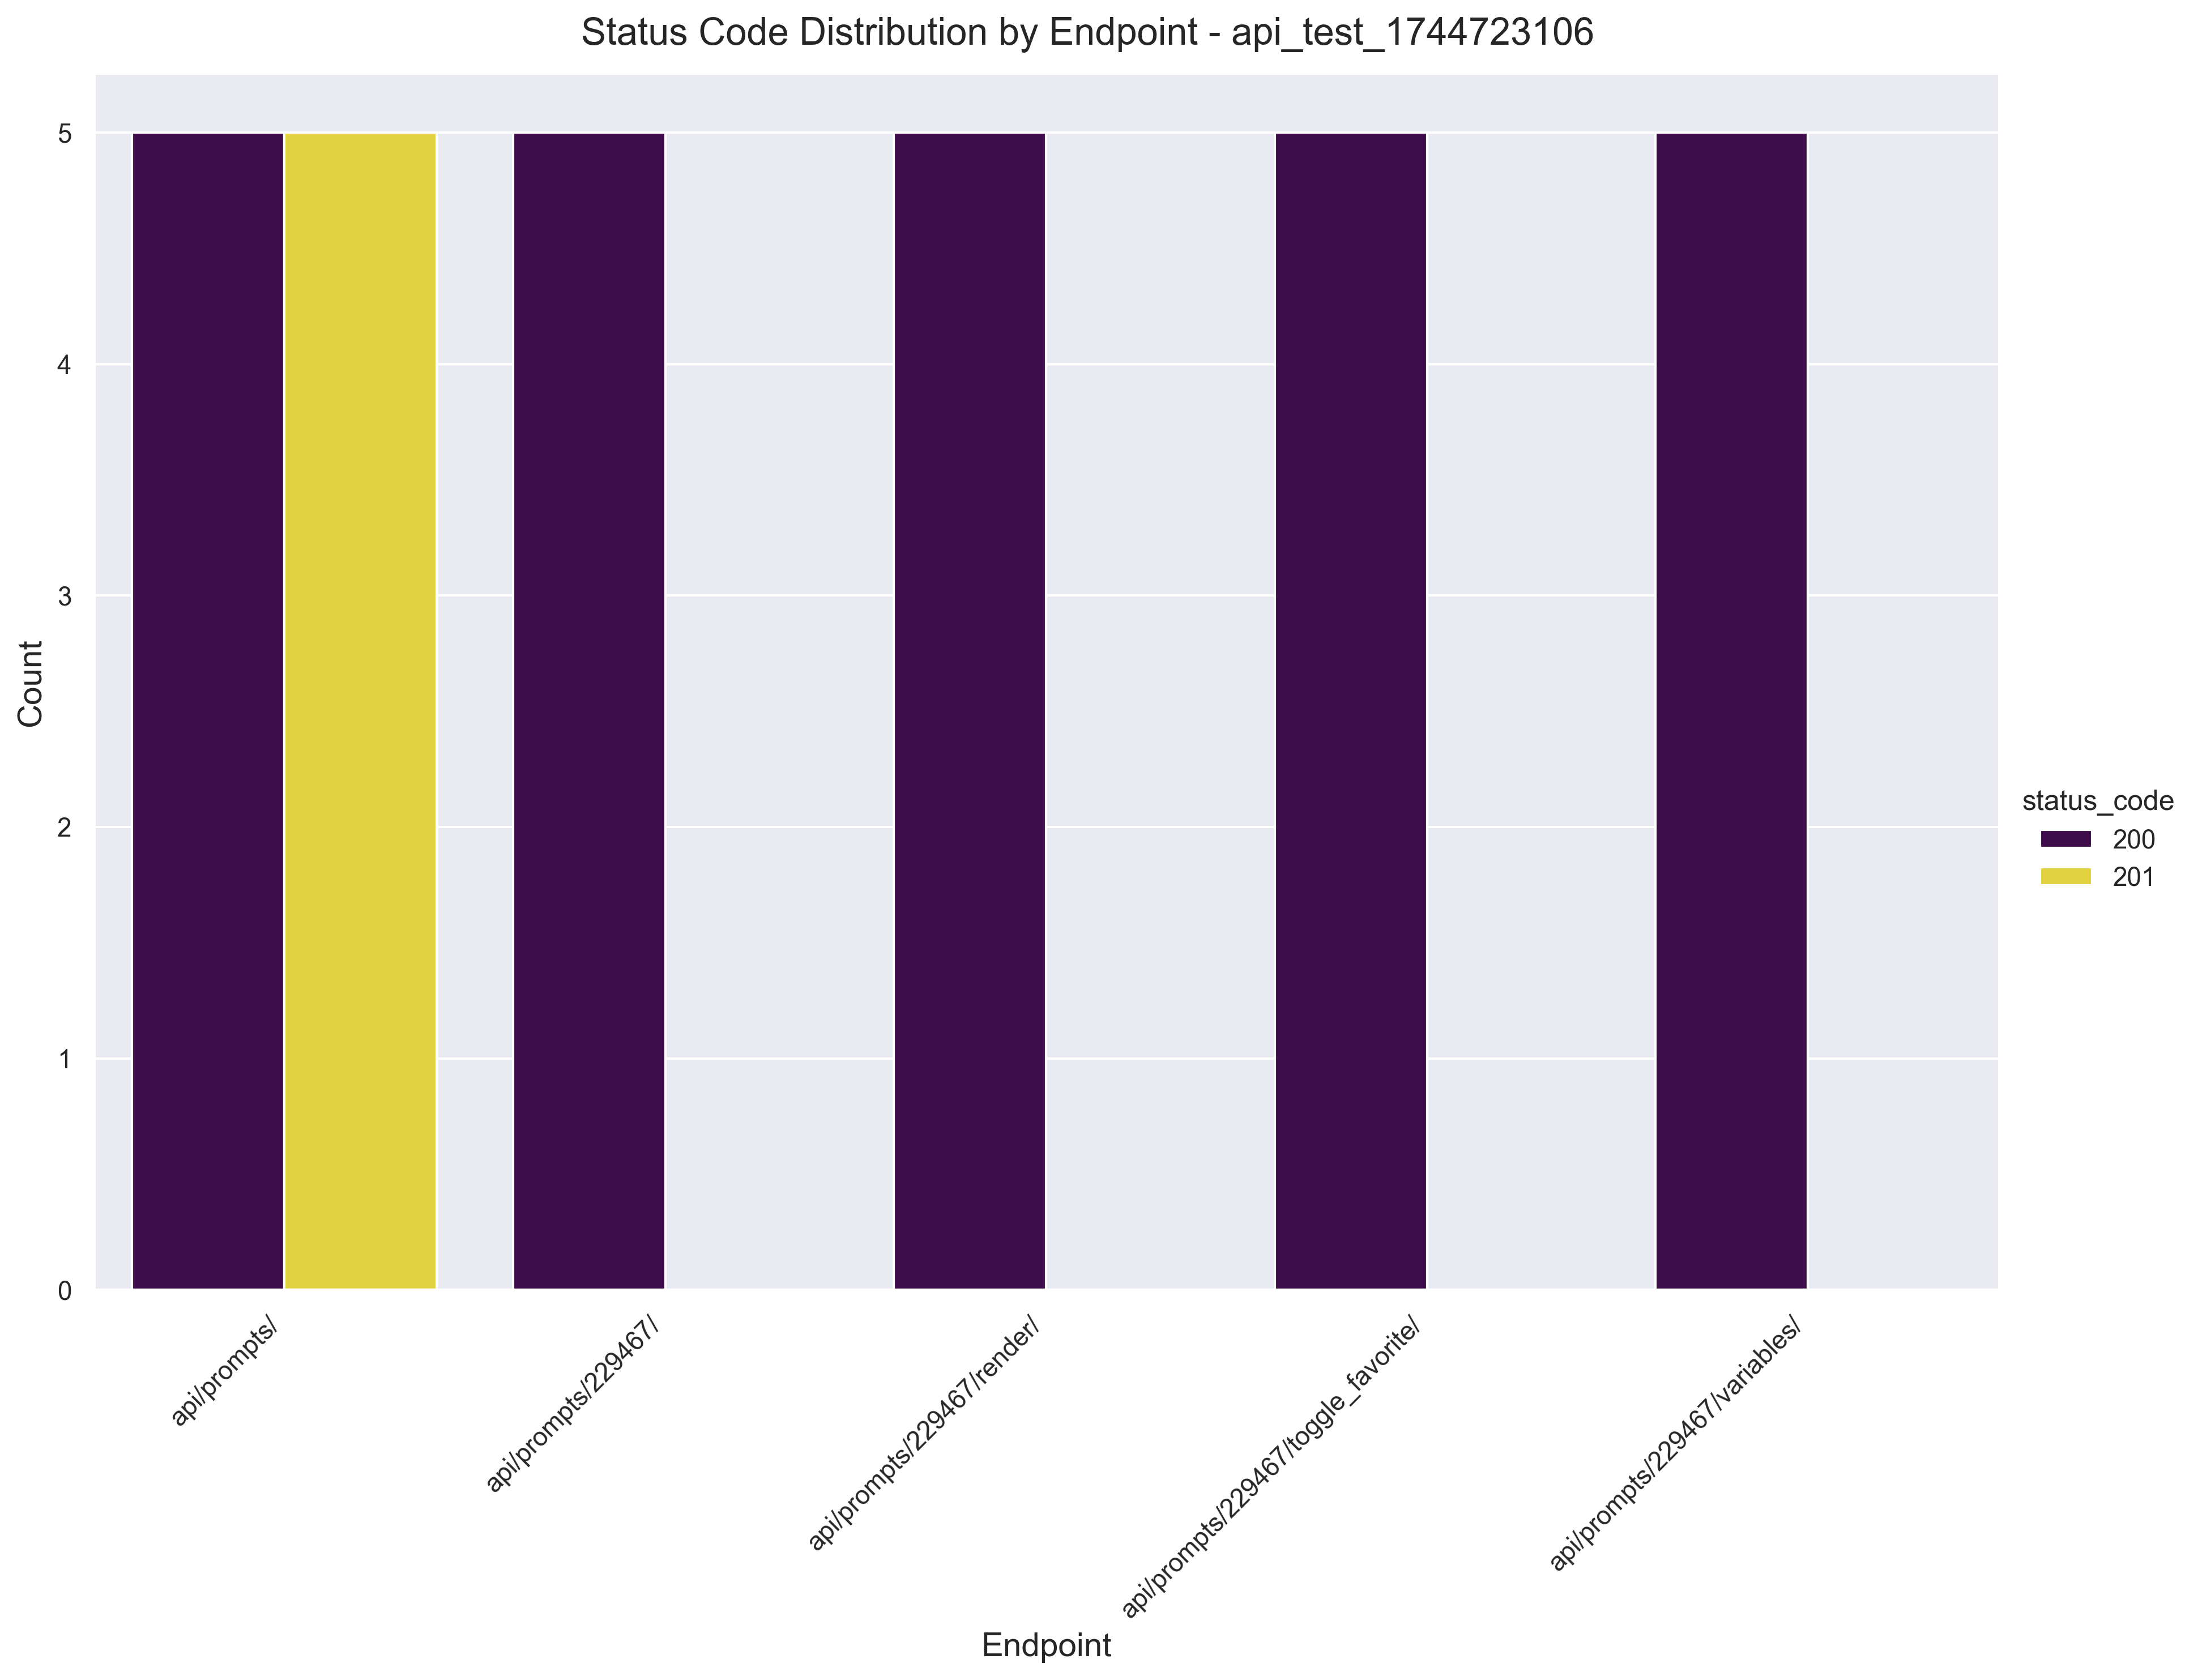 Status Code Distribution by Endpoint - api_test_1744723106
Count
5
4
3
2
1
0
status_code
200
201
api/prompts/
api/prompts/229467/
api/prompts/229467/render/
api/prompts/229467/toggle_favorite/
api/prompts/229467/variables/
Endpoint